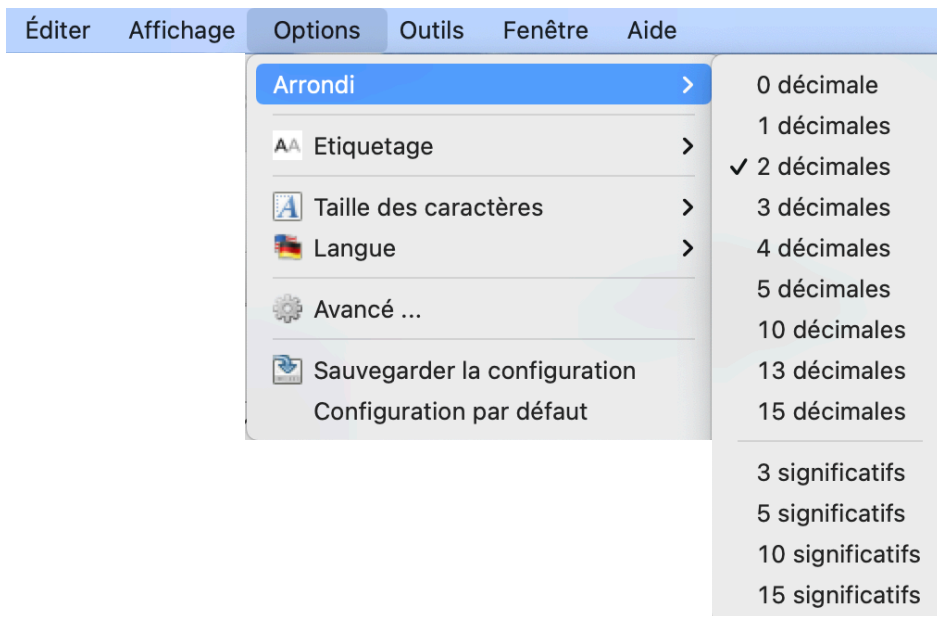 Éditer Affichage Options Outils Fenêtre Aide
Arrondi
Etiquetage
Taille des caractères
Langue
Avancé ...
Sauvegarder la configuration
Configuration par défaut
0 décimale
1 décimales
2 décimales
3 décimales
4 décimales
5 décimales
10 décimales
13 décimales
15 décimales
3 significatifs
5 significatifs
10 significatifs
15 significatifs